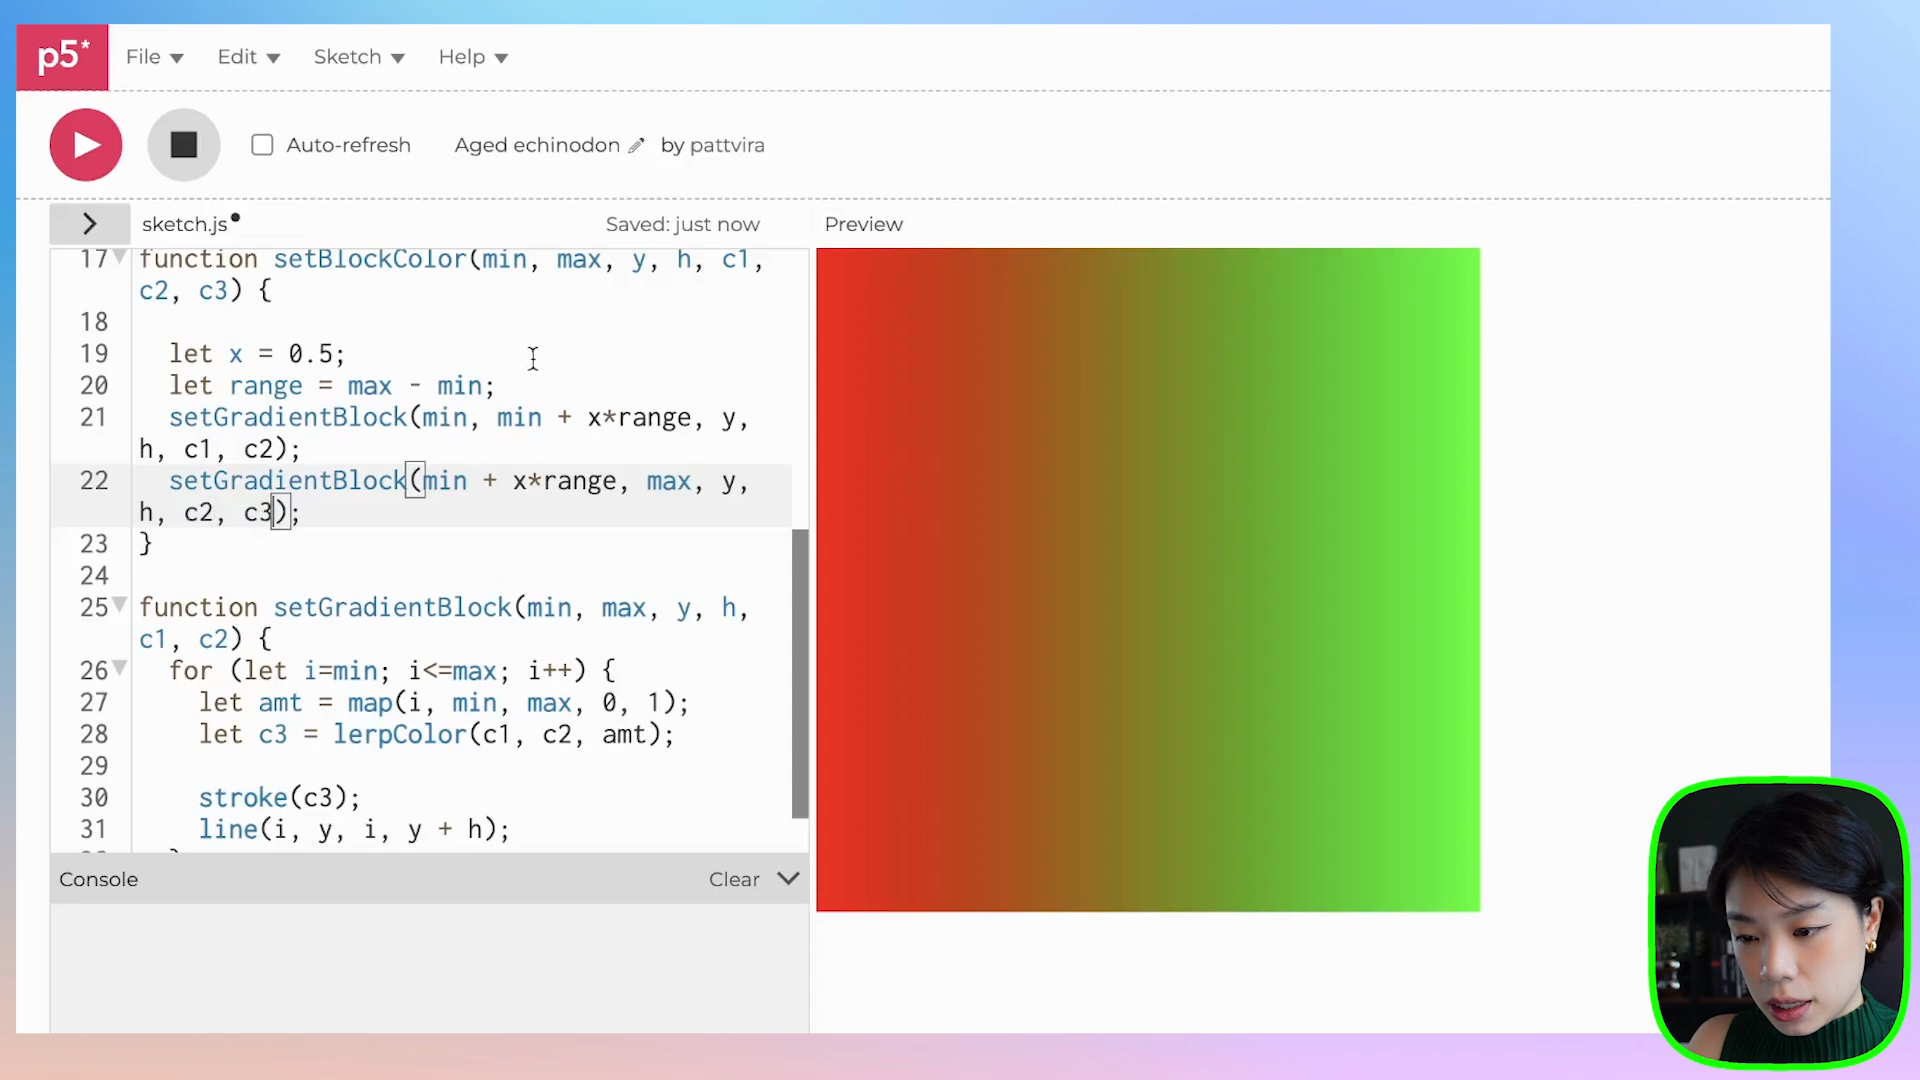 p5*
File
Edit
Sketch
Help
Auto-refresh
Aged echinodon
by pattvira
sketch.js
Saved: just now
Preview
17 function setBlockColor(min, max, y, h, c1,
c2, c3) {
18
19 let x = 0.5;
20 let range = max - min;
21 setGradientBlock(min, min + x*range, y,
h, c1, c2);
22 setGradientBlock(min + x*range, max, y,
h, c2, c3);
23 }
24
25 function setGradientBlock(min, max, y, h,
c1, c2) {
26 for (let i=min; i<=max; i++) {
27 let amt = map(i, min, max, 0, 1);
28 let c3 = lerpColor(c1, c2, amt);
29
30 stroke(c3);
31 line(i, y, i, y + h);
Console
Clear